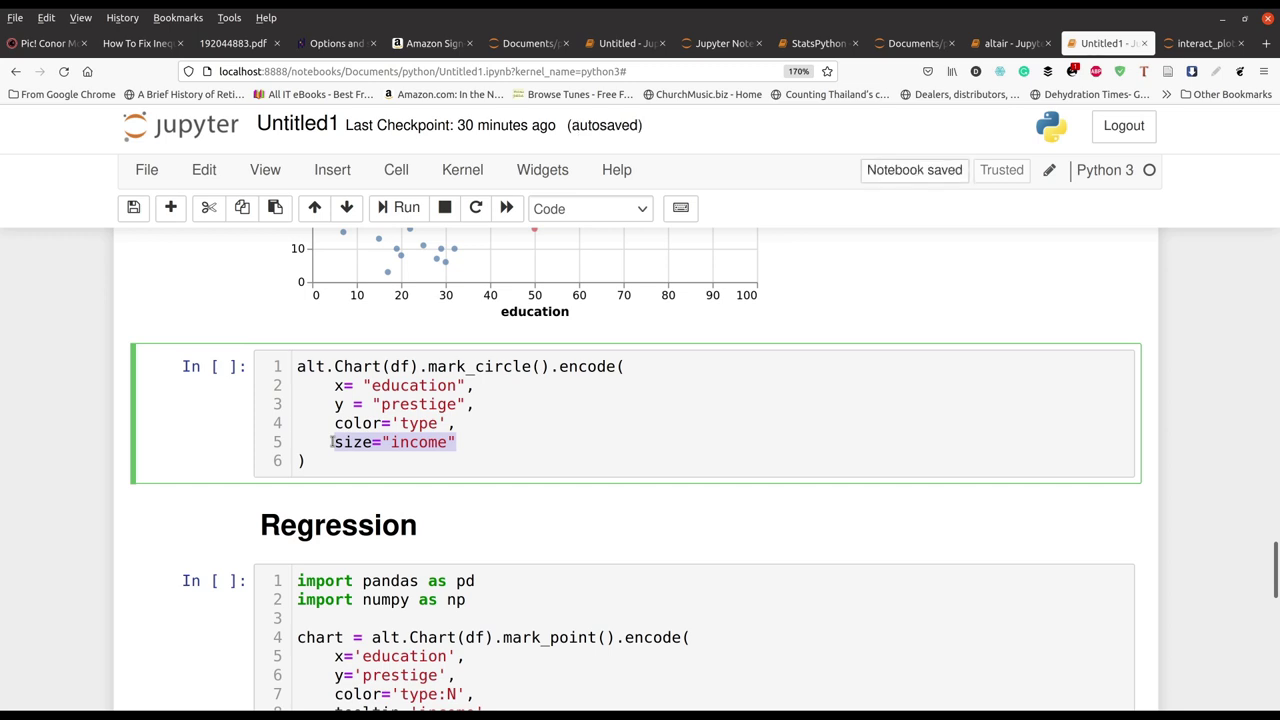 File Edit View History Bookmarks Tools Help
Pic! Conor M How To Fix Ineq 192044883.pdf Options and Amazon Sign Documents/p Untitled - Ju Jupyter Note StatsPython Documents/p altair - Jupyte Untitled1 - Ju interact_plot
localhost:8888/notebooks/Documents/python/Untitled1.ipynb?kernel_name=python3# 170%
From Google Chrome A Brief History of Reti... All IT eBooks - Best Fr... Amazon.com: In the N... Browse Tunes - Free F... ChurchMusic.biz - Home Counting Thailand's c... Dealers, distributors, ... Dehydration Temps- G... Other Bookmarks
jupyter Untitled1 Last Checkpoint: 30 minutes ago (autosaved) Logout
File Edit View Insert Cell Kernel Widgets Help Notebook saved Trusted Python 3
Run Code
10
0
0 10 20 30 40 50 60 70 80 90 100
education
In [ ]: 1 alt.Chart(df).mark_circle().encode(
2 x= "education",
3 y = "prestige",
4 color='type',
5 size="income"
6 )
Regression
In [ ]: 1 import pandas as pd
2 import numpy as np
3
4 chart = alt.Chart(df).mark_point().encode(
5 x='education',
6 y='prestige',
7 color='type:N',
8 tooltip='income'